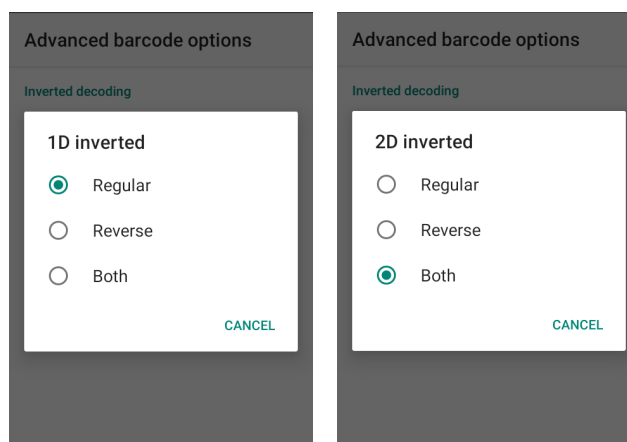 Advanced barcode options
Inverted decoding
1D inverted
Regular
Reverse
Both
CANCEL
Advanced barcode options
Inverted decoding
2D inverted
Regular
Reverse
Both
CANCEL